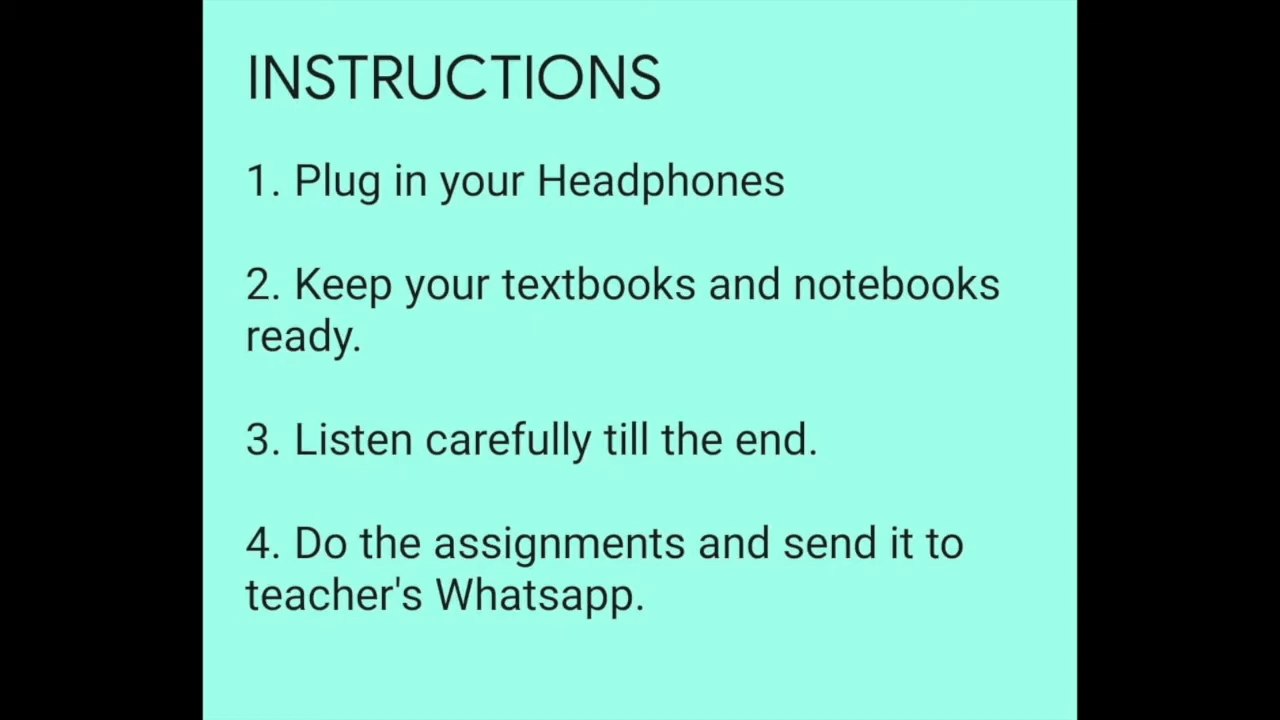 INSTRUCTIONS
1. Plug in your Headphones
2. Keep your textbooks and notebooks
ready.
3. Listen carefully till the end.
4. Do the assignments and send it to
teacher's Whatsapp.